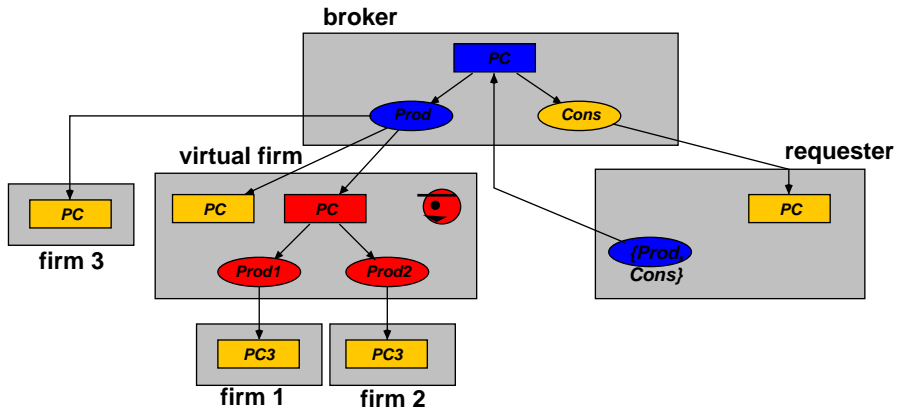 broker
PC
Prod
Cons
virtual firm
requester
PC
PC
PC
PC
firm 3
{Prod,
Cons}
Prod1
Prod2
PC3
PC3
firm 1
firm 2